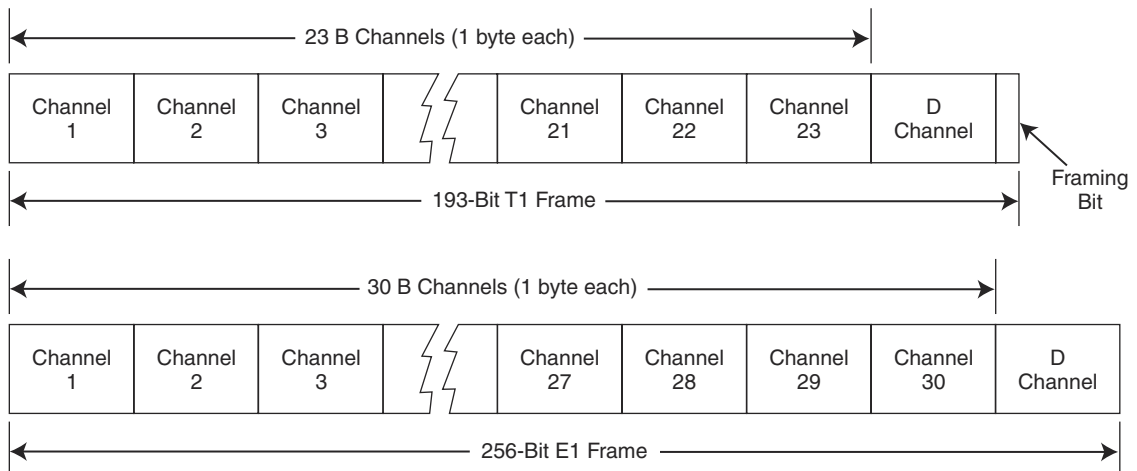 23 B Channels (1 byte each)
Channel
1
Channel
2
Channel
3
Channel
21
Channel
22
Channel
23
D
Channel
Framing
Bit
193-Bit T1 Frame
30 B Channels (1 byte each)
Channel
1
Channel
2
Channel
3
Channel
27
Channel
28
Channel
29
Channel
30
D
Channel
256-Bit E1 Frame